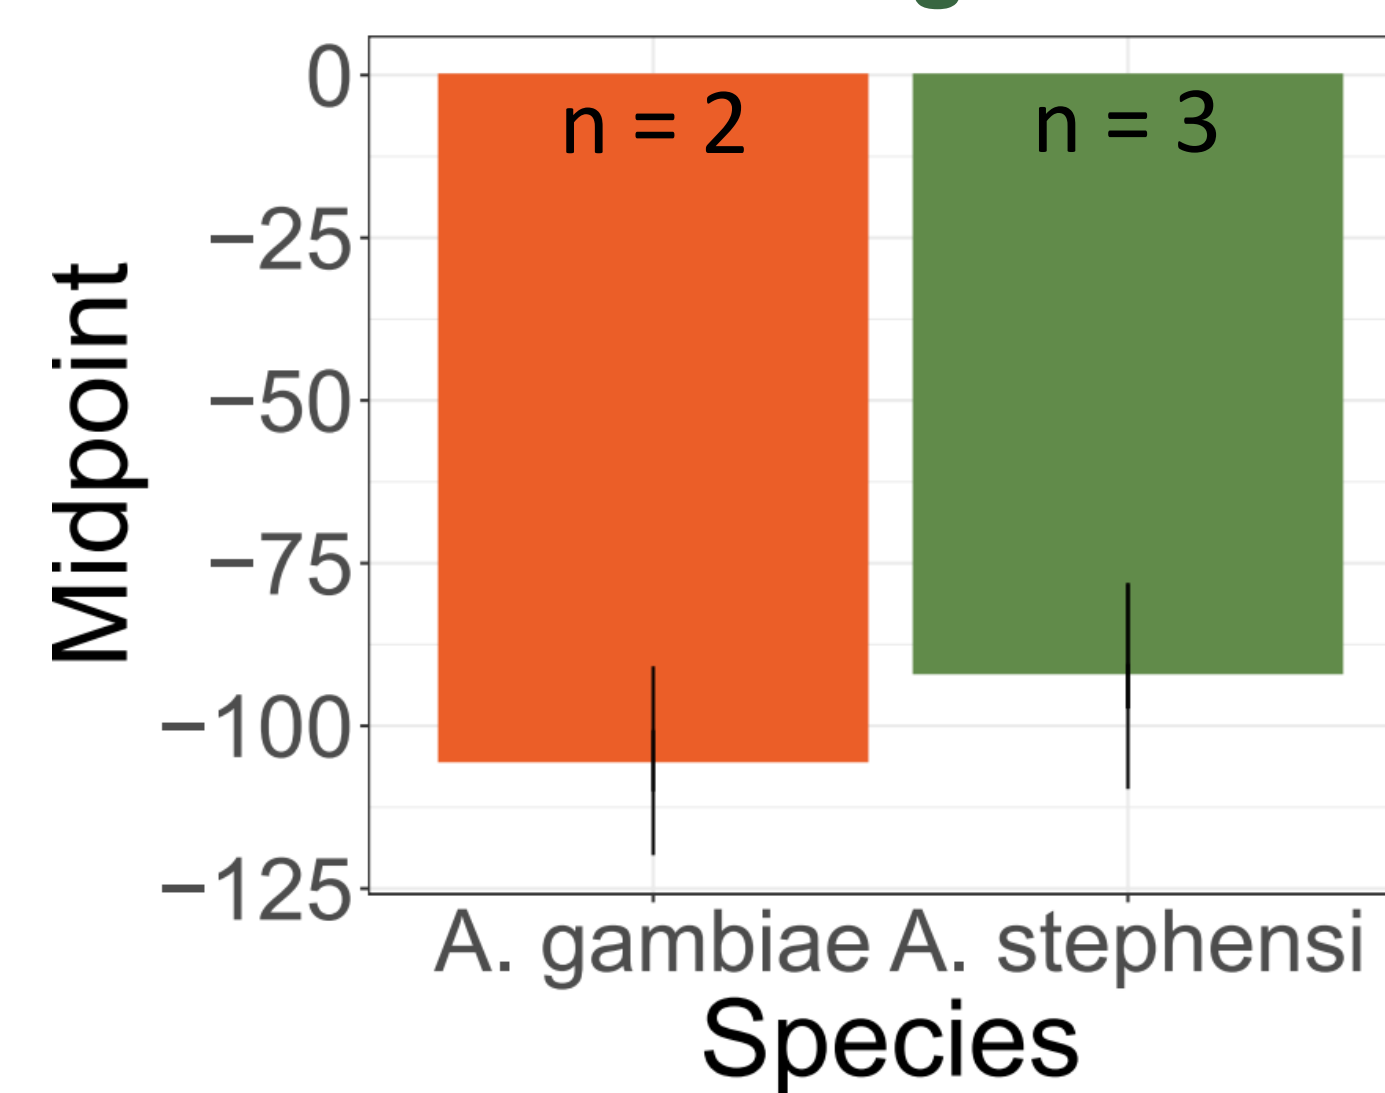 0
n = 2
n = 3
−25
−50
−75
−100
−125
Midpoint
A. gambiae
A. stephensi
Species